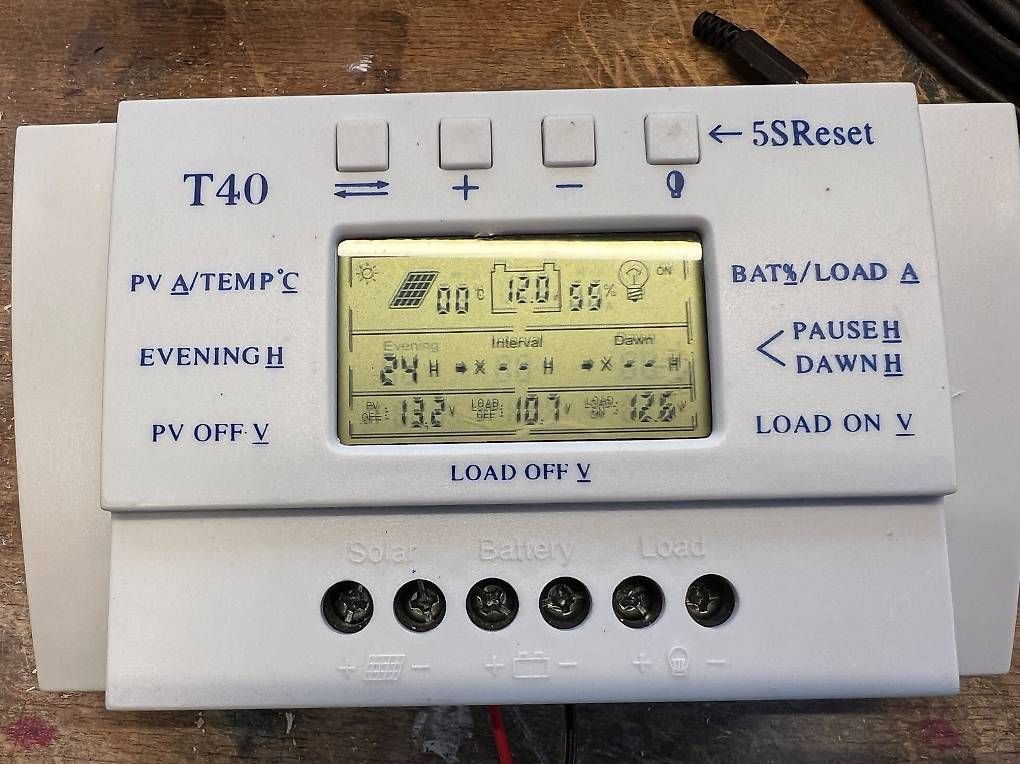 ← 5SReset
T40
+ −
PV A/TEMP°C
BAT%/LOAD A
00 °C 12.0 55 % ON
EVENING H
PAUSE H
DAWN H
Evening Interval Dawn
24 H X -- H X -- H
PV OFF: 13.2 V LOAD OFF: 10.7 V LOAD ON: 12.6 V
PV OFF V
LOAD ON V
LOAD OFF V
Solar Battery Load
+ − + − + −